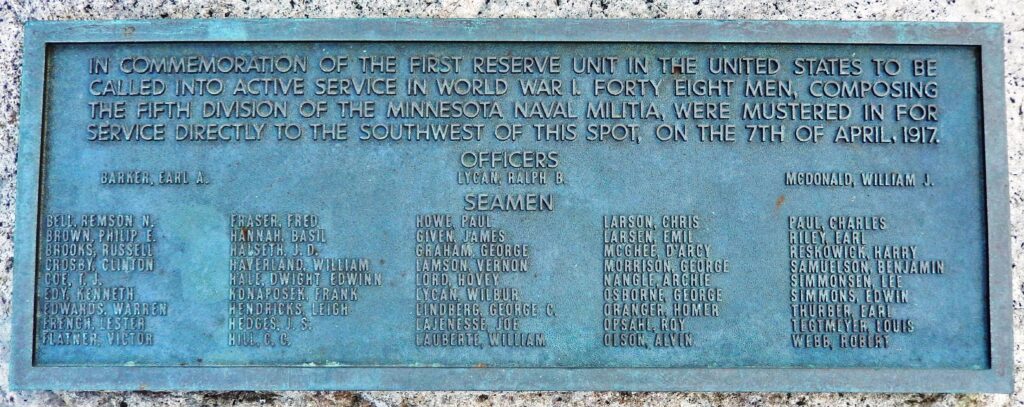 IN COMMEMORATION OF THE FIRST RESERVE UNIT IN THE UNITED STATES TO BE
CALLED INTO ACTIVE SERVICE IN WORLD WAR I. FORTY EIGHT MEN, COMPOSING
THE FIFTH DIVISION OF THE MINNESOTA NAVAL MILITIA, WERE MUSTERED IN FOR
SERVICE DIRECTLY TO THE SOUTHWEST OF THIS SPOT, ON THE 7TH OF APRIL, 1917.
OFFICERS
BARKER, EARL A. LYCAN, RALPH B. MCDONALD, WILLIAM J.
SEAMEN
BELL, REMSON N. FRASER, FRED HOWE, PAUL LARSON, CHRIS PAUL, CHARLES
BROWN, PHILIP E. HANNAH, BASIL GIVEN, JAMES LARSEN, EMIL RILEY, EARL
BROOKS, RUSSELL HALSETH, J. D. GRAHAM, GEORGE MCGHEE, D'ARCY RESKOWICK, HARRY
CROSBY, CLINTON HAVERLAND, WILLIAM LAMSON, VERNON MORRISON, GEORGE SAMUELSON, BENJAMIN
COE, F. J. HALE, DWIGHT EDWINN LORD, HOVEY NANGLE, ARCHIE SIMMONSEN, LEE
KENNETH KONAPOSEK, FRANK LYCAN, WILBUR OSBORNE, GEORGE SIMMONS, EDWIN
EDWARDS, WARREN HENDRICKS, LEIGH LINDBERG, GEORGE C. ORANGER, HOMER THURBER, EARL
FRENCH, LESTER HEDGES, J. S. LAJENESSE, JOE OPSAHL, ROY TEGTMEYER, LOUIS
FLATNER, VICTOR HILL, C. C. LAUBERTE, WILLIAM OLSON, ALVIN WEBB, ROBERT